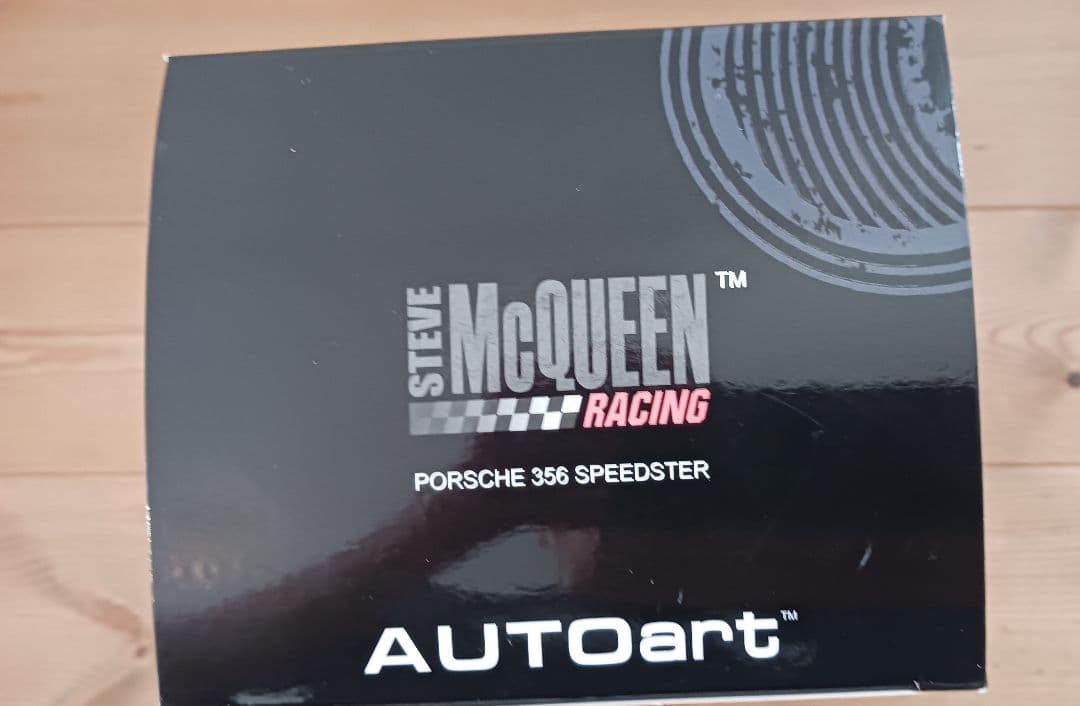 STEVE
McQUEEN™
RACING
PORSCHE 356 SPEEDSTER
AUTOart™